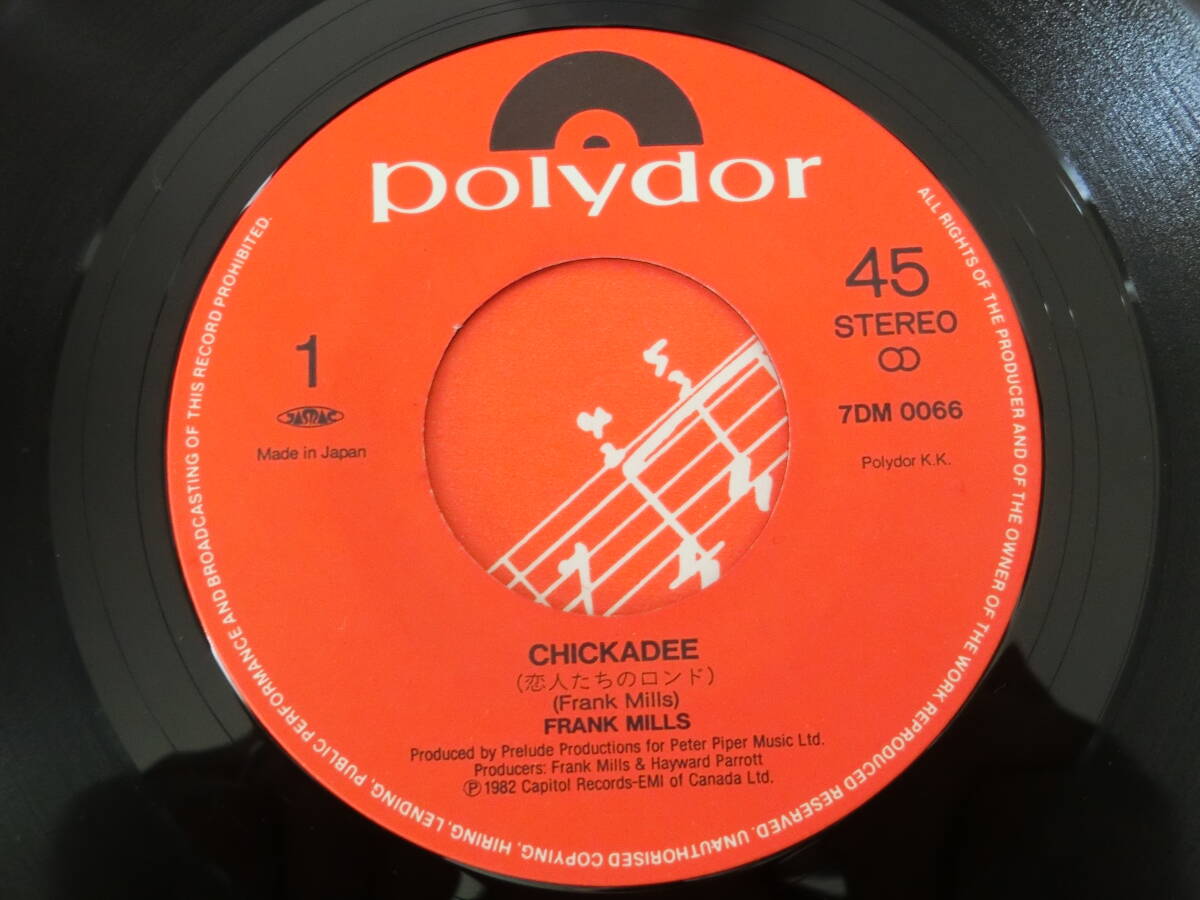 polydor
45
STEREO
1
JASRAC
7DM 0066
Made in Japan
Polydor K.K.
CHICKADEE
(恋人たちのロンド)
(Frank Mills)
FRANK MILLS
Produced by Prelude Productions for Peter Piper Music Ltd.
Producers: Frank Mills & Hayward Parrott
Ⓟ1982 Capitol Records-EMI of Canada Ltd.
ALL RIGHTS OF THE PRODUCER AND OF THE OWNER OF THE WORK REPRODUCED RESERVED. UNAUTHORISED COPYING, HIRING, LENDING, PUBLIC PERFORMANCE AND BROADCASTING OF THIS RECORD PROHIBITED.